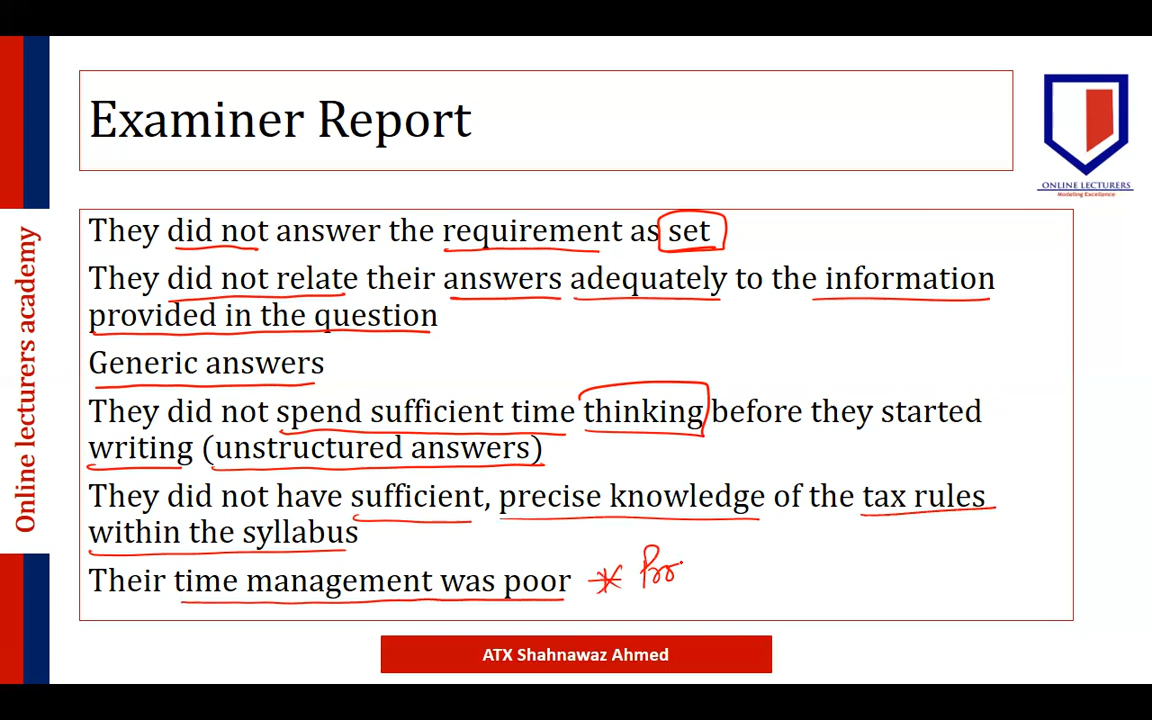 Examiner Report
ONLINE LECTURERS
Modelling Excellence
Online lecturers academy
They did not answer the requirement as set
They did not relate their answers adequately to the information
provided in the question
Generic answers
They did not spend sufficient time thinking before they started
writing (unstructured answers)
They did not have sufficient, precise knowledge of the tax rules
within the syllabus
Their time management was poor *
ATX Shahnawaz Ahmed